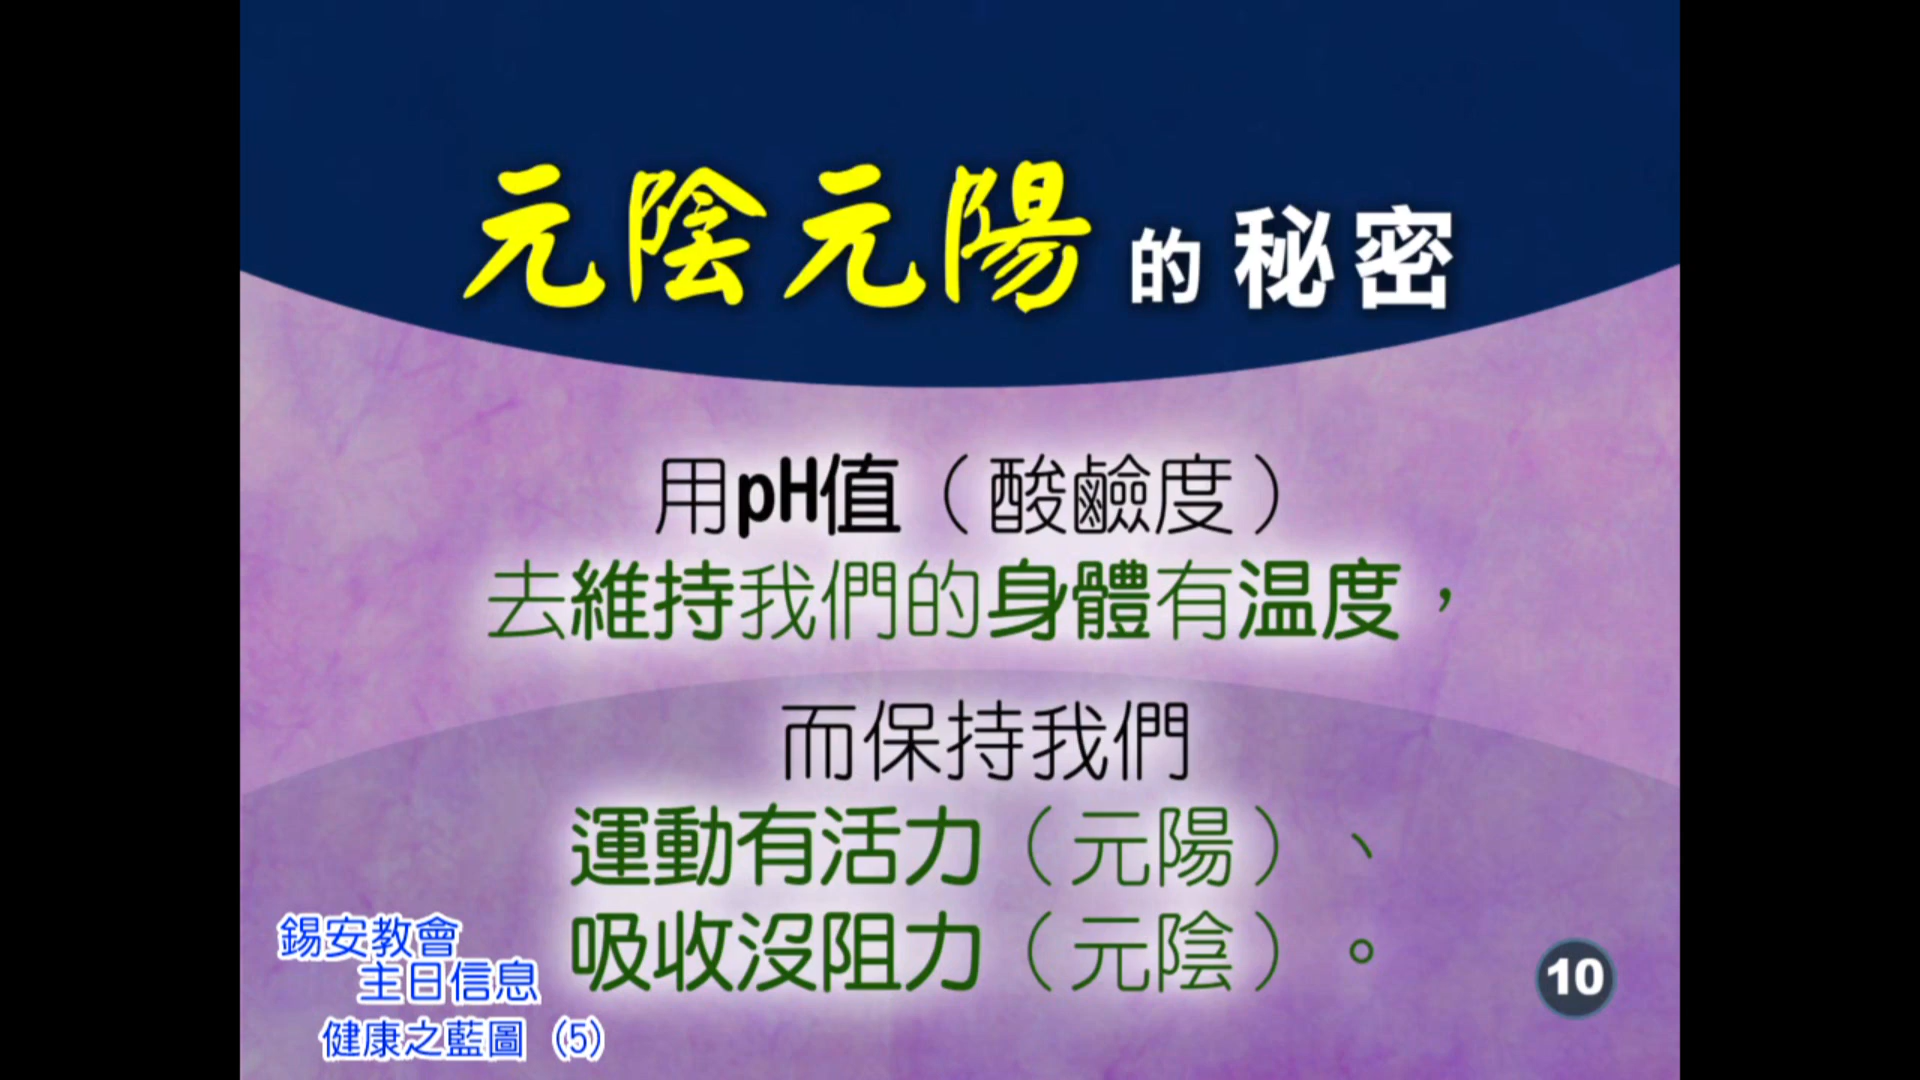 元陰元陽的秘密
用pH值（酸鹼度）
去維持我們的身體有温度，
而保持我們
運動有活力（元陽）、
吸收沒阻力（元陰）。
錫安教會
主日信息
健康之藍圖（5）
10